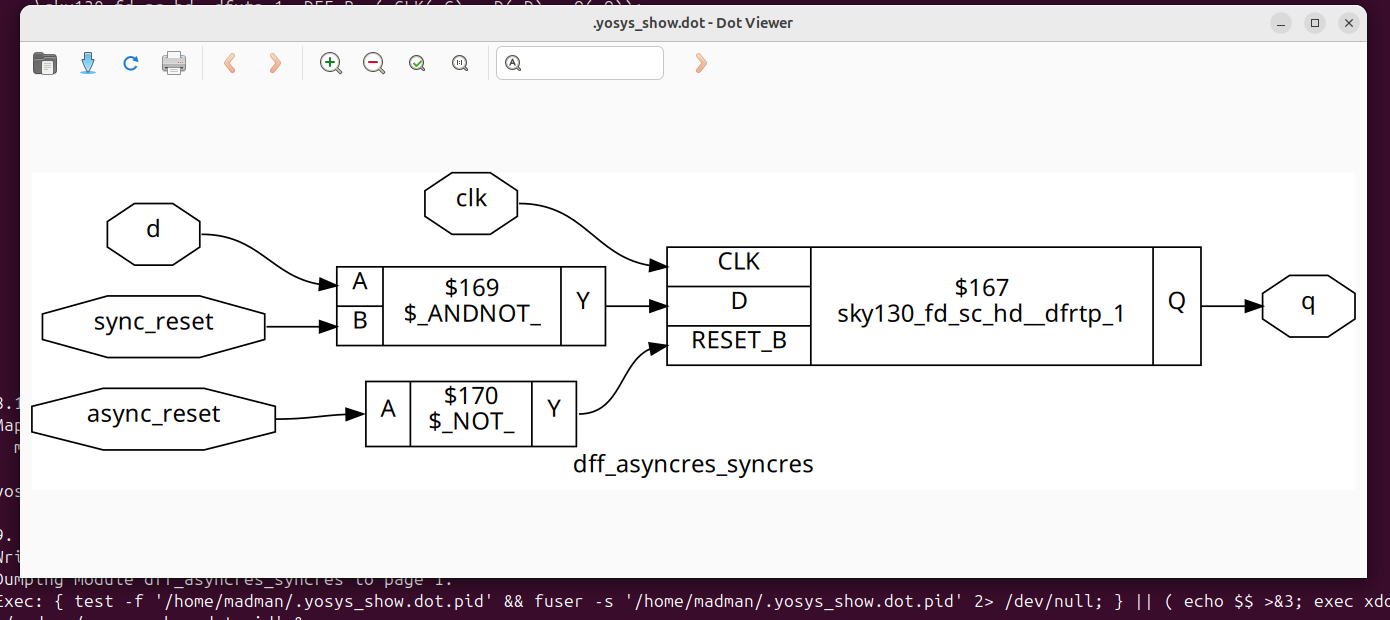 .yosys_show.dot - Dot Viewer
clk
d
A
$169
$_ANDNOT_
Y
sync_reset
B
CLK
D
RESET_B
$167
sky130_fd_sc_hd__dfrtp_1
Q
q
async_reset
A
$170
$_NOT_
Y
dff_asyncres_syncres
Dumping module dff_asyncres_syncres to page 1.
Exec: { test -f '/home/madman/.yosys_show.dot.pid' && fuser -s '/home/madman/.yosys_show.dot.pid' 2> /dev/null; } || ( echo $$ >&3; exec xdo